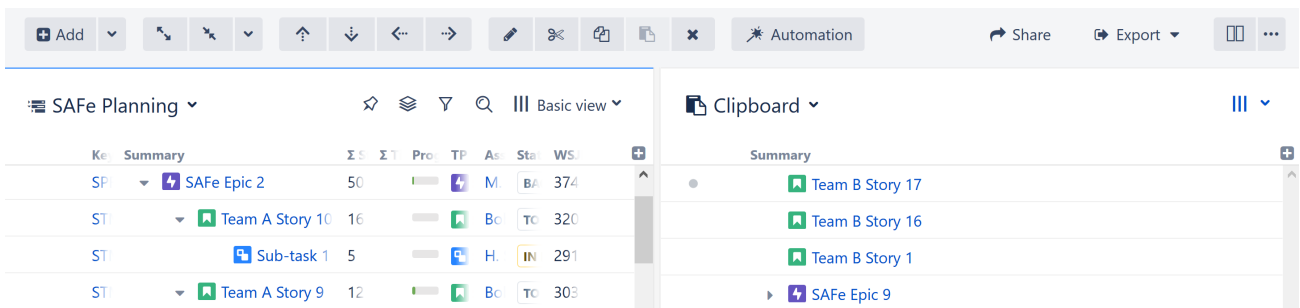 Add Automation Share Export
SAFe Planning Basic view Clipboard
Summary Σ Σ TP WS Summary
SP SAFe Epic 2 50 M. BA 374 Team B Story 17
ST Team A Story 10 16 Bo TO 320 Team B Story 16
ST Sub-task 1 5 H. IN 291 Team B Story 1
ST Team A Story 9 12 Bo TO 303 SAFe Epic 9